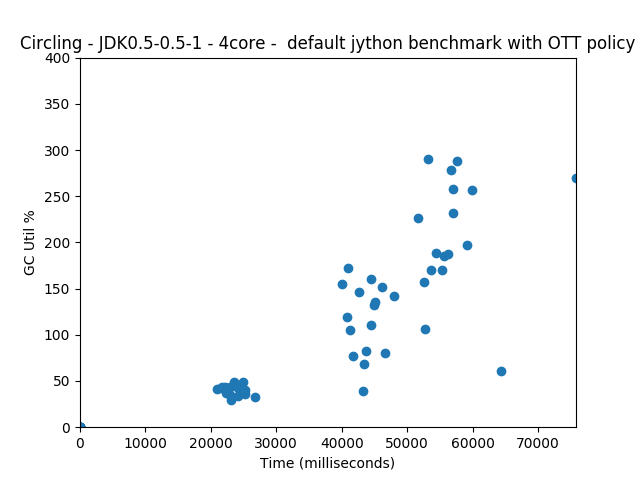 Circling - JDK0.5-0.5-1 - 4core -  default jython benchmark with OTT policy
400
350
300
250
200
150
100
50
0
GC Util %
0 10000 20000 30000 40000 50000 60000 70000
Time (milliseconds)